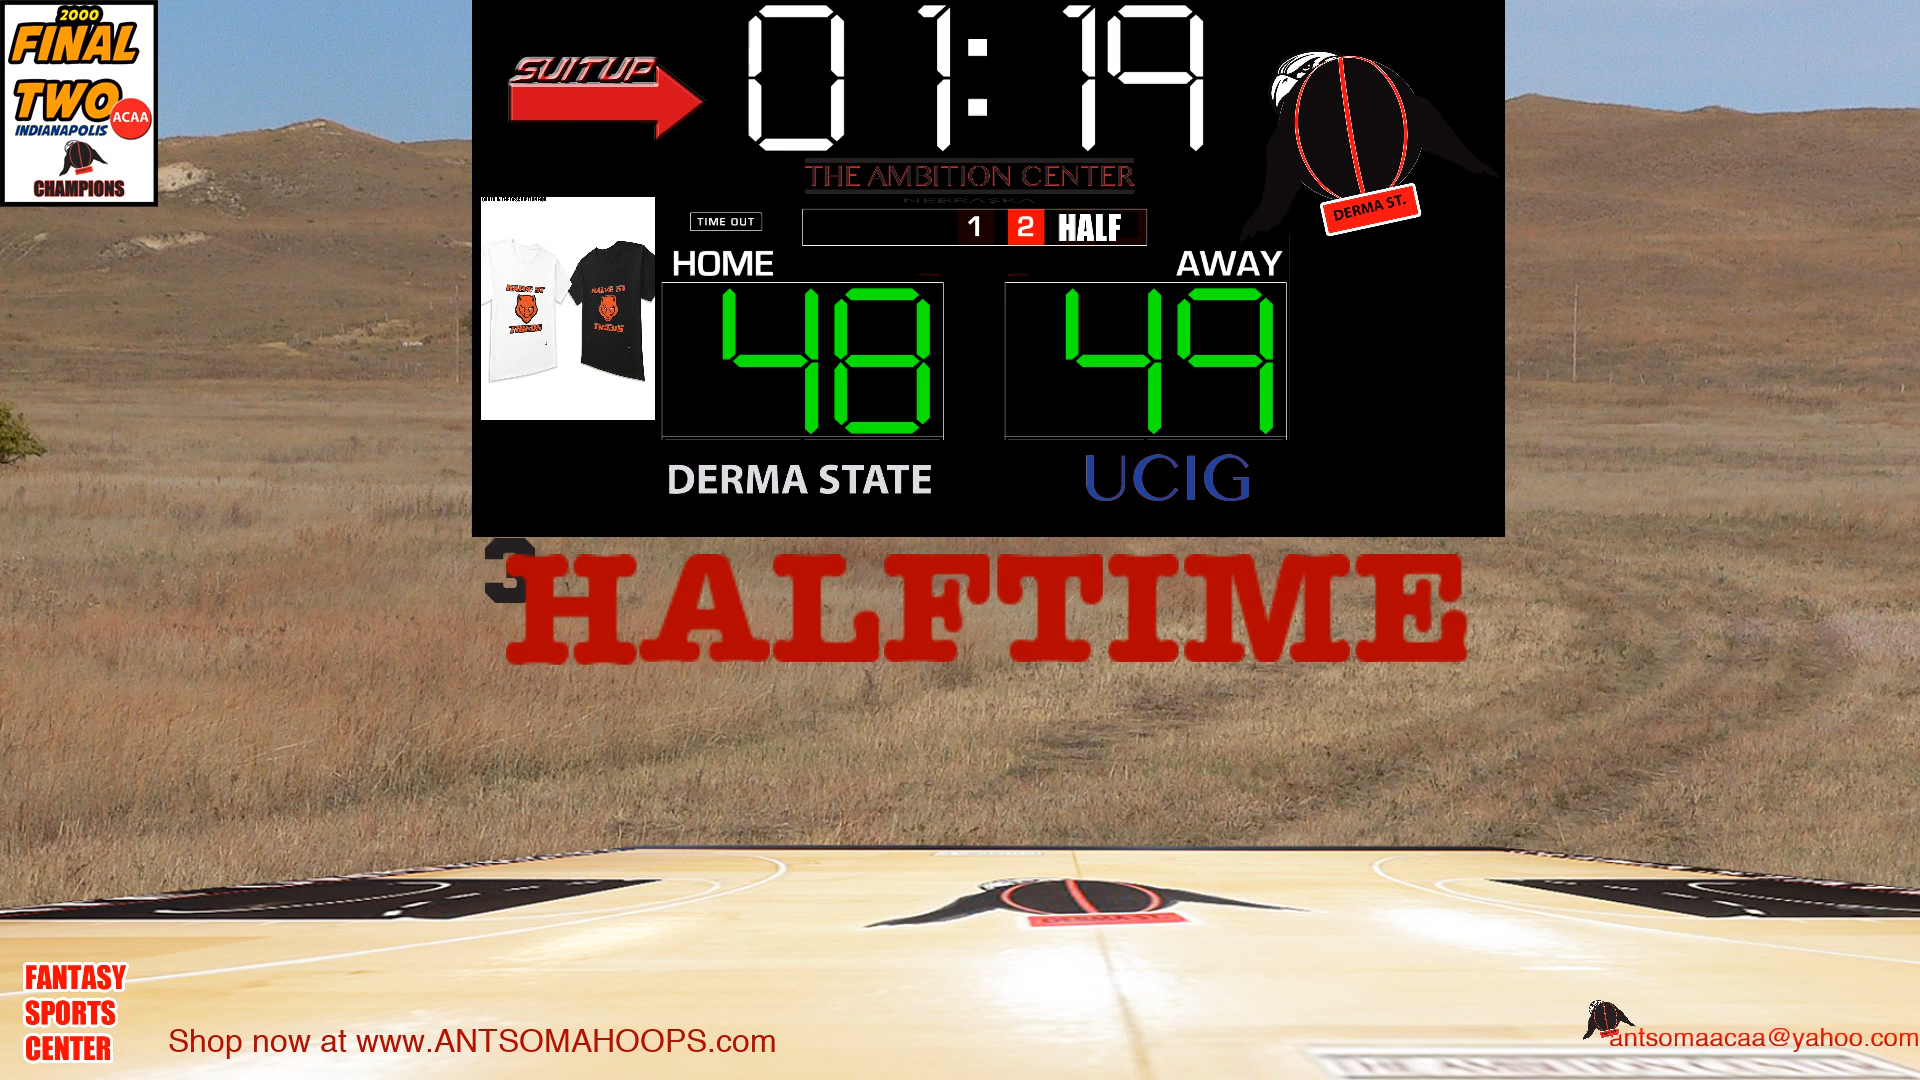 2000
FINAL
TWO
INDIANAPOLIS
ACAA
CHAMPIONS
SUITUP
01:19
THE AMBITION CENTER
NEBRASKA
TIME OUT
1 2 HALF
HOME
AWAY
48
49
DERMA STATE
UCIG
DERMA ST.
3
HALFTIME
FANTASY
SPORTS
CENTER
Shop now at www.ANTSOMAHOOPS.com
antsomaacaa@yahoo.com